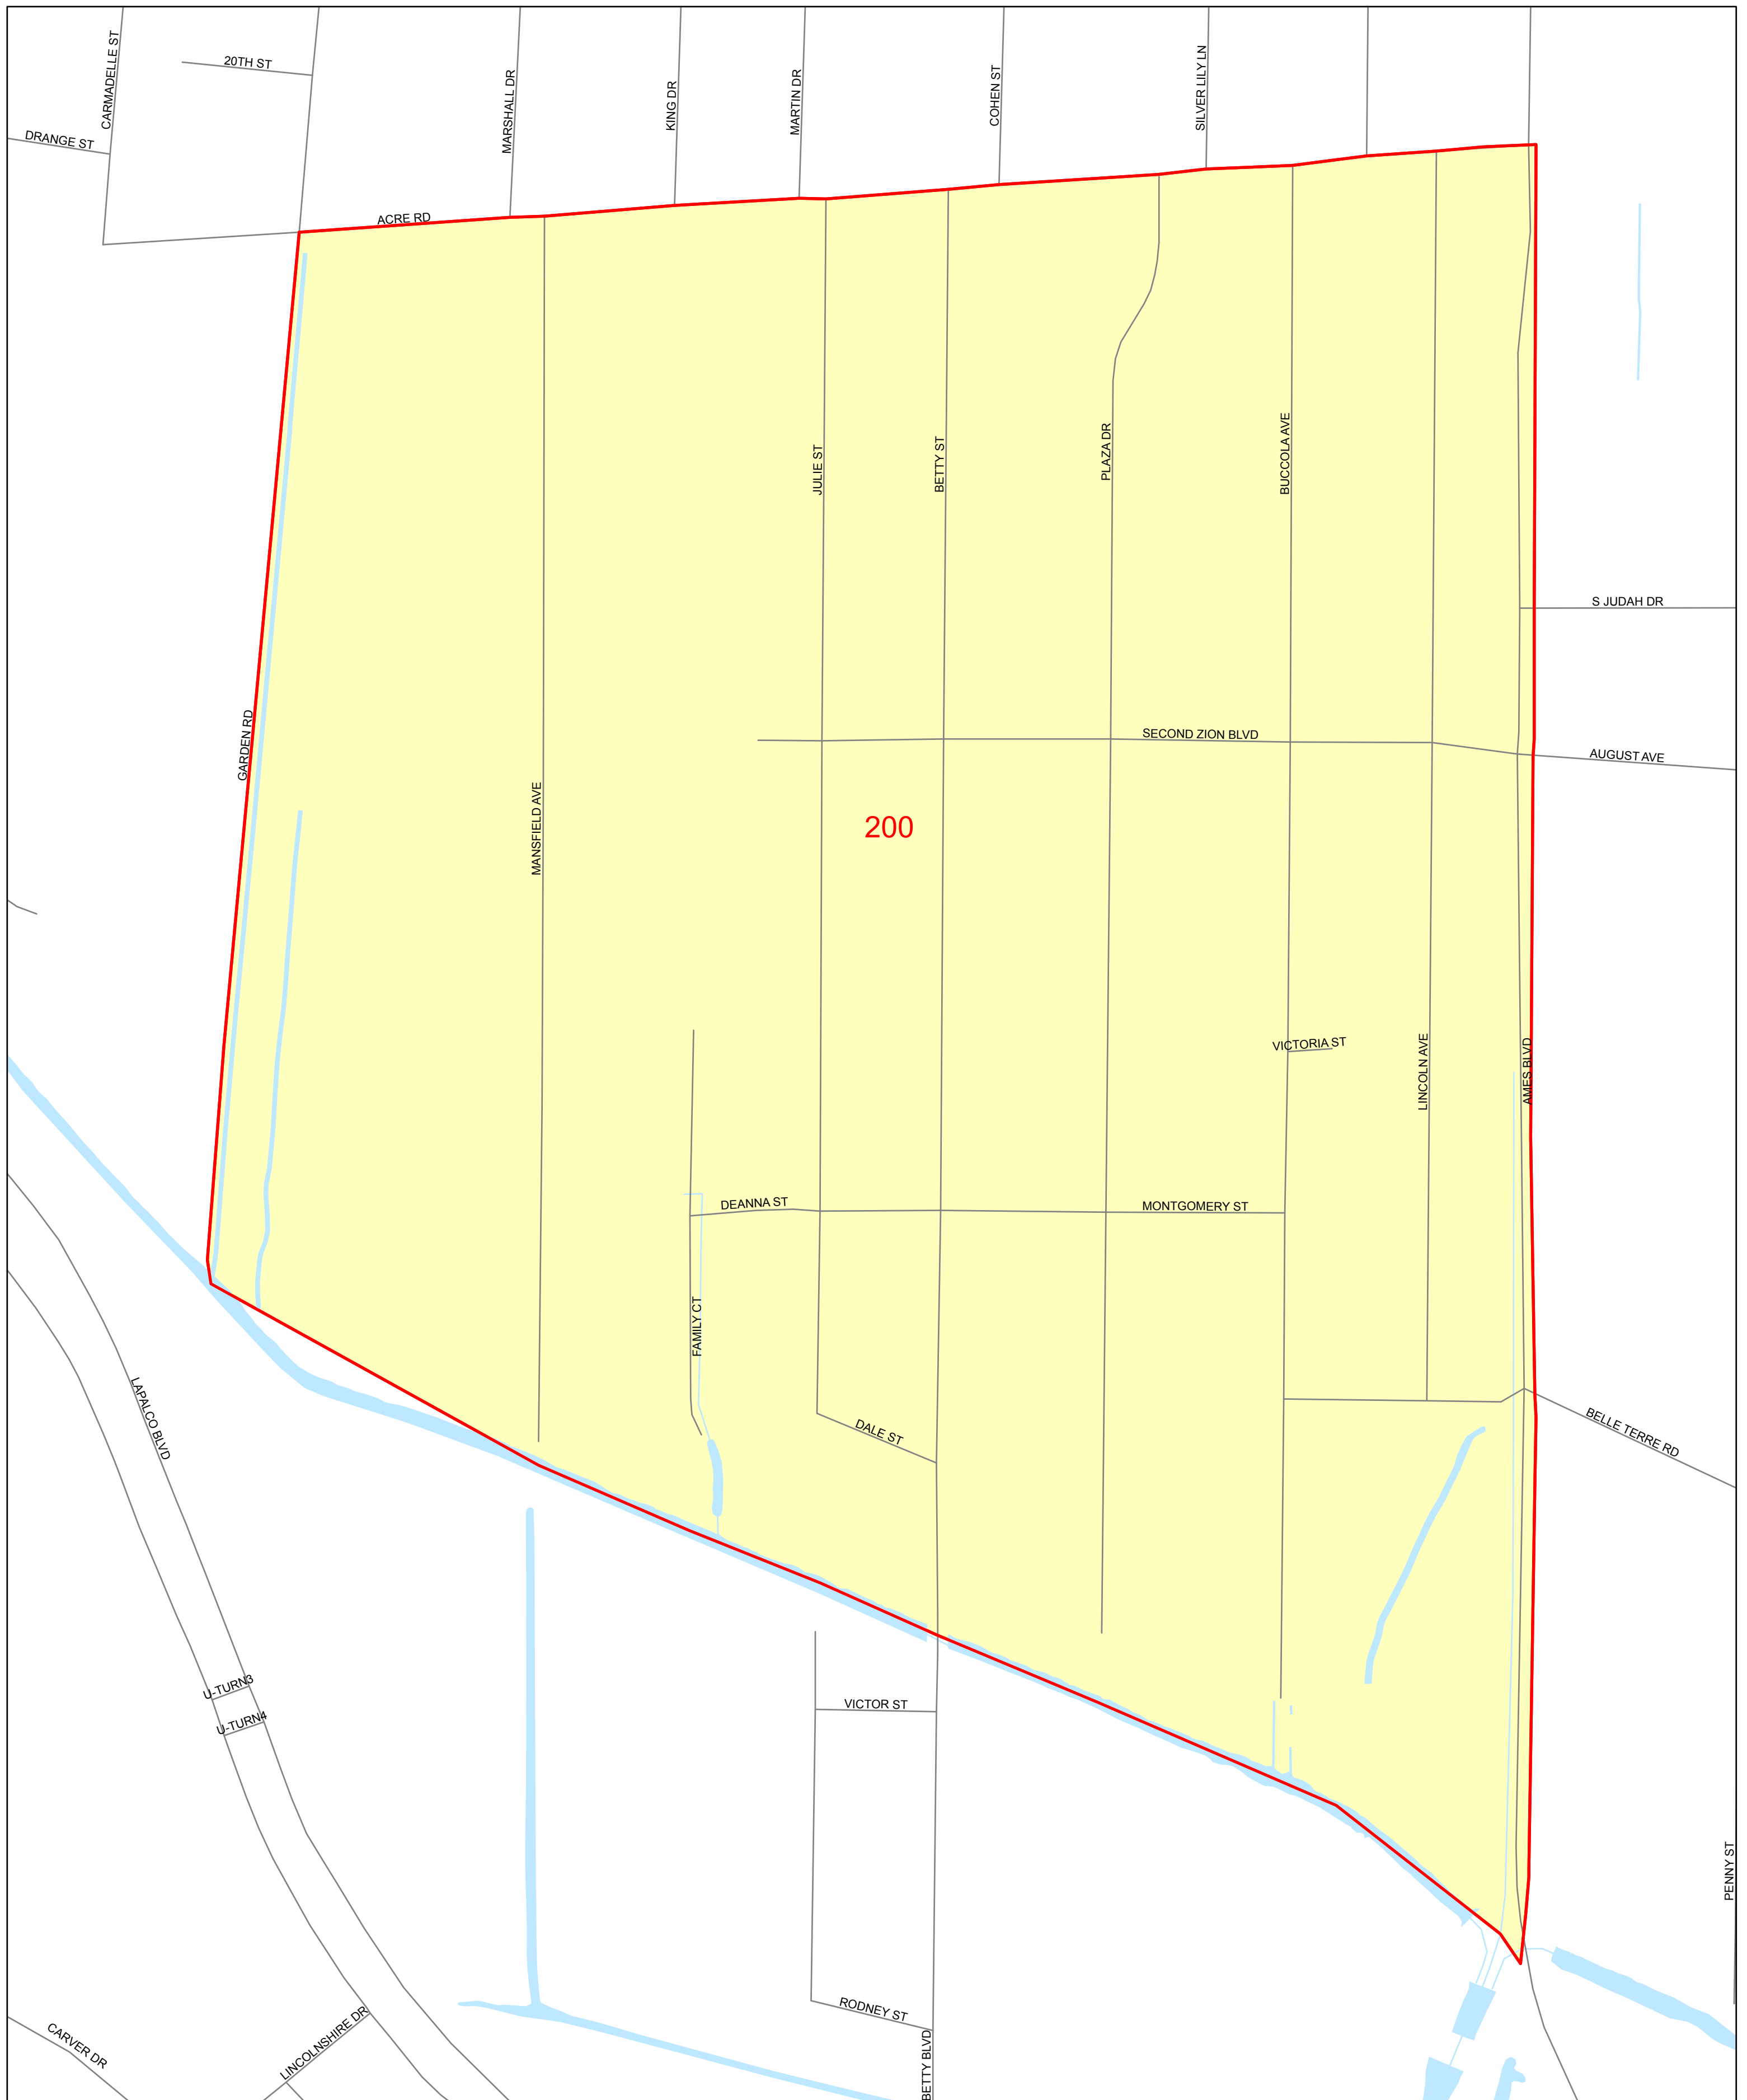 CARMADELLE ST
20TH ST
DRANGE ST
MARSHALL DR
KING DR
MARTIN DR
COHEN ST
SILVER LILY LN
ACRE RD
JULIE ST
BETTY ST
PLAZA DR
BUCCOLA AVE
S JUDAH DR
GARDEN RD
SECOND ZION BLVD
AUGUST AVE
MANSFIELD AVE
200
VICTORIA ST
LINCOLN AVE
AMES BLVD
DEANNA ST
MONTGOMERY ST
FAMILY CT
LAPALCO BLVD
DALE ST
BELLE TERRE RD
U-TURN3
U-TURN4
VICTOR ST
PENNY ST
RODNEY ST
CARVER DR
LINCOLNSHIRE DR
BETTY BLVD